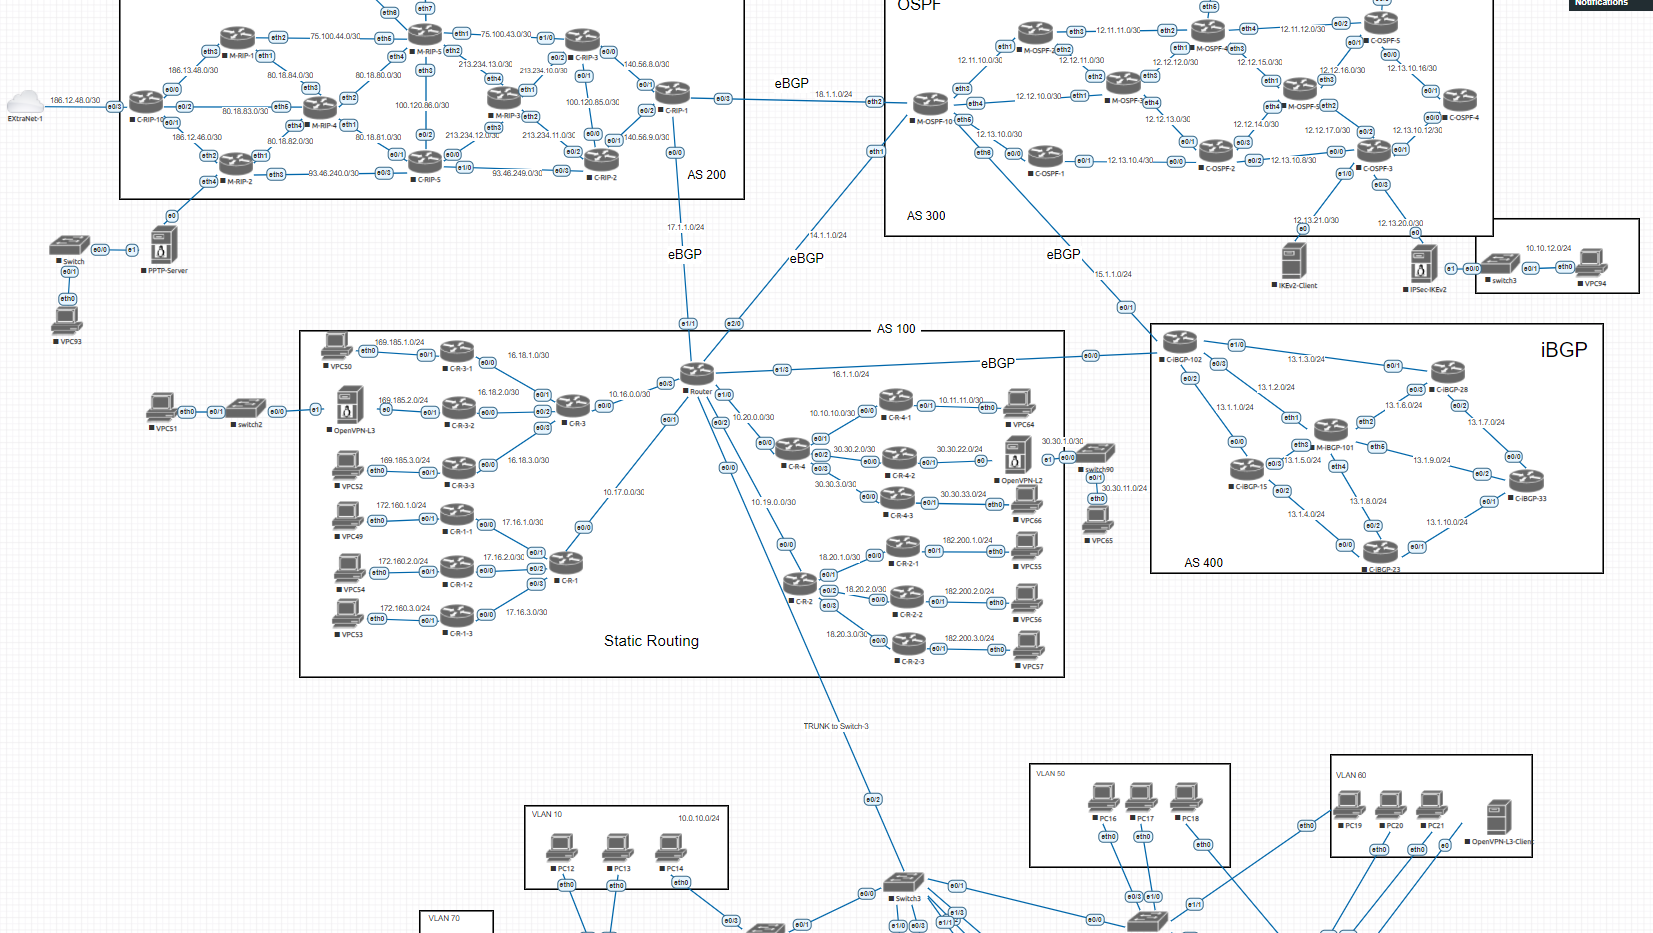 Notifications
OSPF
eth6
eth7
eth5
M-RIP-1
eth2
75.100.44.0/30
eth6
M-RIP-5
eth1
75.100.43.0/30
e1/0
C-RIP-3
e0/0
eth3
eth1
eth4
eth2
e0/2
140.56.8.0/30
186.13.48.0/30
80.18.84.0/30
80.18.80.0/30
eth3
213.234.13.0/30
213.234.10.0/30
e0/1
EXtraNet-1
186.12.48.0/30
e0/3
C-RIP-10
e0/0
e0/2
e0/1
80.18.83.0/30
eth6
eth3
M-RIP-4
eth2
eth4
eth1
100.120.86.0/30
eth4
eth1
M-RIP-3
eth2
eth3
100.120.85.0/30
e0/1
C-RIP-1
e0/2
e0/3
eBGP
18.1.1.0/24
eth2
186.12.46.0/30
80.18.82.0/30
80.18.81.0/30
e0/2
213.234.12.0/30
213.234.11.0/30
e0/0
e0/1
140.56.9.0/30
e0/0
eth2
eth1
M-RIP-2
eth3
eth4
93.46.240.0/30
e0/1
e0/3
C-RIP-5
e0/0
e1/0
93.46.249.0/30
e0/2
e0/3
C-RIP-2
AS 200
M-OSPF-2
eth3
12.11.11.0/30
eth2
M-OSPF-4
eth4
12.11.12.0/30
e0/2
C-OSPF-5
eth1
eth2
eth1
eth3
e0/1
e0/0
12.11.10.0/30
12.12.11.0/30
12.12.12.0/30
12.12.15.0/30
12.12.16.0/30
12.13.10.16/30
eth3
eth2
eth3
eth1
eth3
e0/1
M-OSPF-10
eth4
12.12.10.0/30
eth1
M-OSPF-3
eth4
eth4
M-OSPF-5
eth2
e0/0
C-OSPF-4
eth5
eth6
12.13.10.0/30
12.12.13.0/30
12.12.14.0/30
12.12.17.0/30
e0/2
12.13.10.12/30
eth1
e0/0
C-OSPF-1
e0/1
12.13.10.4/30
e0/1
e0/0
C-OSPF-2
e0/3
e0/2
12.13.10.8/30
e0/0
e0/1
C-OSPF-3
e1/0
e0/3
AS 300
12.13.21.0/30
12.13.20.0/30
e0
e0
IKEv2-Client
IPSec-IKEv2
e1
e0/0
switch3
e0/1
10.10.12.0/24
eth0
VPC94
e0
Switch
e0/0
e1
PPTP-Server
e0/1
eth0
VPC93
17.1.1.0/24
eBGP
14.1.1.0/24
eBGP
eBGP
15.1.1.0/24
e0/1
e1/1
e2/0
AS 100
169.185.1.0/24
VPC50
eth0
e0/1
C-R-3-1
e0/0
16.18.1.0/30
Router
e1/3
16.1.1.0/24
eBGP
e0/0
C-iBGP-102
e1/0
13.1.3.0/24
e0/1
iBGP
VPC51
eth0
e0/1
switch2
e0/0
e1
OpenVPN-L3
169.185.2.0/24
e0
e0/1
C-R-3-2
e0/0
16.18.2.0/30
e0/1
e0/2
e0/3
C-R-3
e0/0
10.16.0.0/30
e0/3
e0/1
e1/0
e0/2
e0/0
169.185.3.0/24
VPC52
eth0
e0/1
C-R-3-3
e0/0
16.18.3.0/30
172.160.1.0/24
VPC49
eth0
e0/1
C-R-1-1
e0/0
17.16.1.0/30
10.17.0.0/30
e0/0
172.160.2.0/24
VPC54
eth0
e0/1
C-R-1-2
e0/0
17.16.2.0/30
e0/1
e0/2
e0/3
C-R-1
172.160.3.0/24
VPC53
eth0
e0/1
C-R-1-3
e0/0
17.16.3.0/30
10.20.0.0/30
e0/0
C-R-4
e0/1
e0/2
e0/3
10.10.10.0/30
e0/0
C-R-4-1
e0/1
10.11.11.0/30
eth0
VPC64
30.30.2.0/30
e0/0
C-R-4-2
e0/1
30.30.22.0/24
e0
OpenVPN-L2
e1
30.30.1.0/30
e0/0
switch90
e0/1
30.30.11.0/24
eth0
VPC65
30.30.3.0/30
e0/0
C-R-4-3
e0/1
30.30.33.0/24
eth0
VPC66
10.19.0.0/30
e0/0
C-R-2
e0/1
e0/2
e0/3
18.20.1.0/30
e0/0
C-R-2-1
e0/1
182.200.1.0/24
eth0
VPC55
18.20.2.0/30
e0/0
C-R-2-2
e0/1
182.200.2.0/24
eth0
VPC56
18.20.3.0/30
e0/0
C-R-2-3
e0/1
182.200.3.0/24
eth0
VPC57
Static Routing
e0/2
e0/3
13.1.2.0/24
13.1.1.0/24
eth1
C-iBGP-28
e0/3
e0/2
13.1.6.0/24
13.1.7.0/24
eth2
M-iBGP-101
eth3
eth4
eth5
13.1.9.0/24
e0/0
e0/2
C-iBGP-33
e0/1
e0/0
C-iBGP-15
e0/3
e0/2
13.1.5.0/24
13.1.8.0/24
13.1.4.0/24
13.1.10.0/24
e0/2
e0/0
e0/1
C-iBGP-23
AS 400
TRUNK to Switch-3
e0/2
VLAN 10
10.0.10.0/24
PC12
PC13
PC14
eth0
eth0
eth0
VLAN 50
PC16
PC17
PC18
eth0
eth0
eth0
VLAN 60
PC19
PC20
PC21
OpenVPN-L3-Client
eth0
eth0
eth0
e0
VLAN 70
e0/3
e0/1
e0/0
Switch3
e0/1
e1/3
e1/0
e0/3
e1/1
e0/0
e0/3
e1/0
e1/1